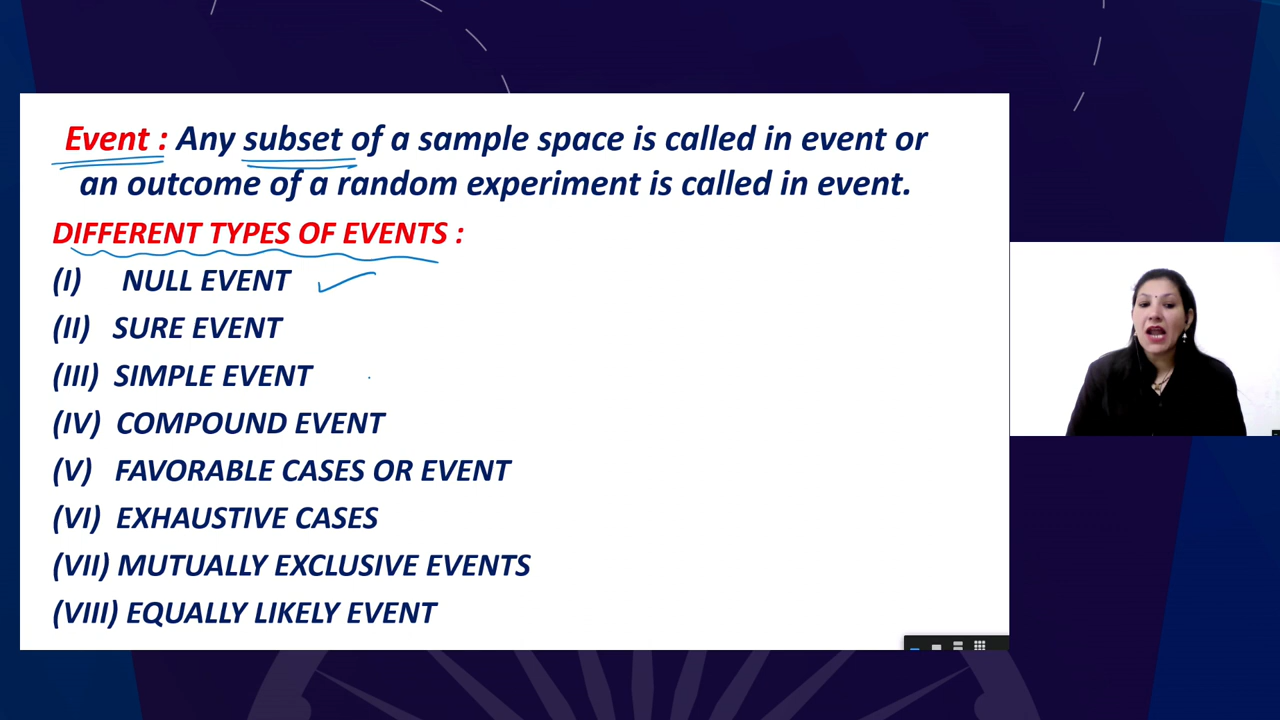 Event : Any subset of a sample space is called in event or
an outcome of a random experiment is called in event.
DIFFERENT TYPES OF EVENTS :
(I) NULL EVENT
(II) SURE EVENT
(III) SIMPLE EVENT
(IV) COMPOUND EVENT
(V) FAVORABLE CASES OR EVENT
(VI) EXHAUSTIVE CASES
(VII) MUTUALLY EXCLUSIVE EVENTS
(VIII) EQUALLY LIKELY EVENT